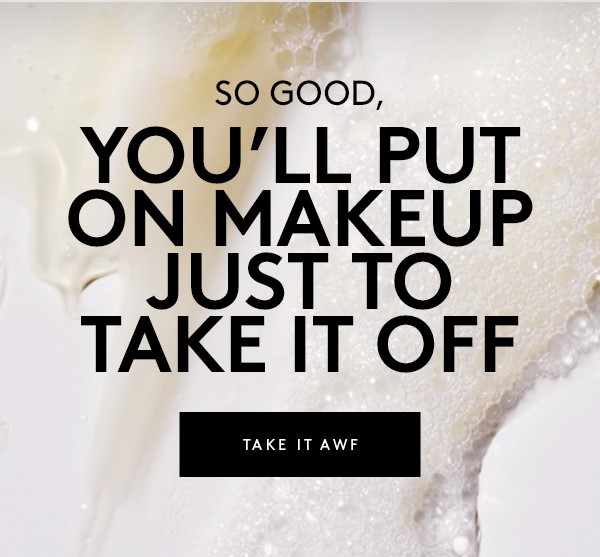 SO GOOD,
YOU’LL PUT
ON MAKEUP
JUST TO
TAKE IT OFF
TAKE IT AWF